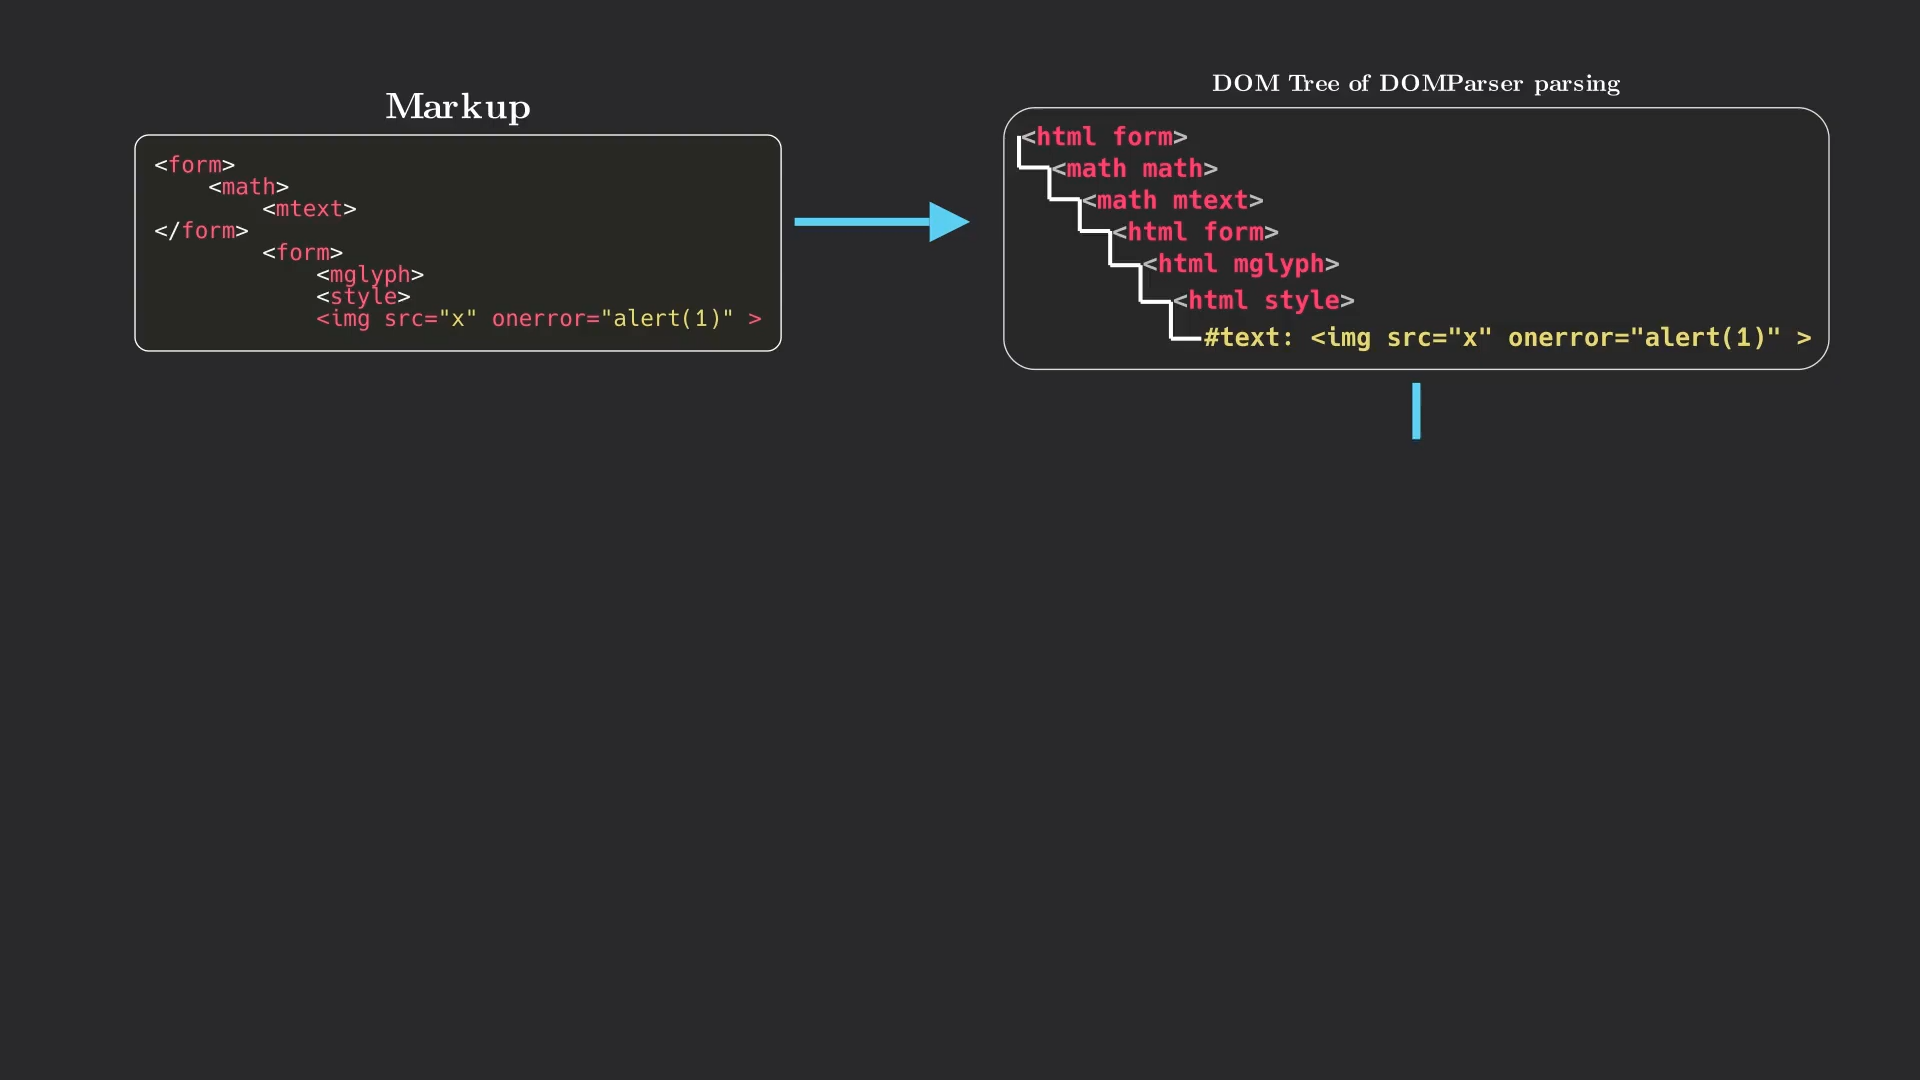 Markup
<form>
<math>
<mtext>
</form>
<form>
<mglyph>
<style>
<img src="x" onerror="alert(1)" >
DOM Tree of DOMParser parsing
<html form>
<math math>
<math mtext>
<html form>
<html mglyph>
<html style>
#text: <img src="x" onerror="alert(1)" >